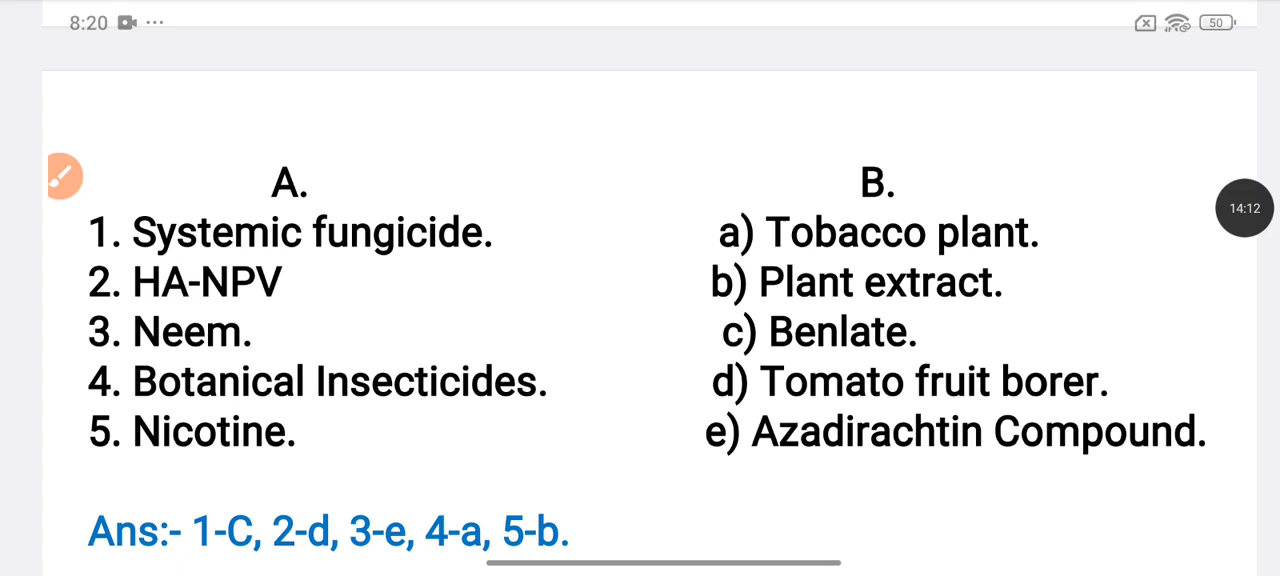 8:20 ...
50
A. B.
1. Systemic fungicide. a) Tobacco plant.
14:12
2. HA-NPV b) Plant extract.
3. Neem. c) Benlate.
4. Botanical Insecticides. d) Tomato fruit borer.
5. Nicotine. e) Azadirachtin Compound.
Ans:- 1-C, 2-d, 3-e, 4-a, 5-b.